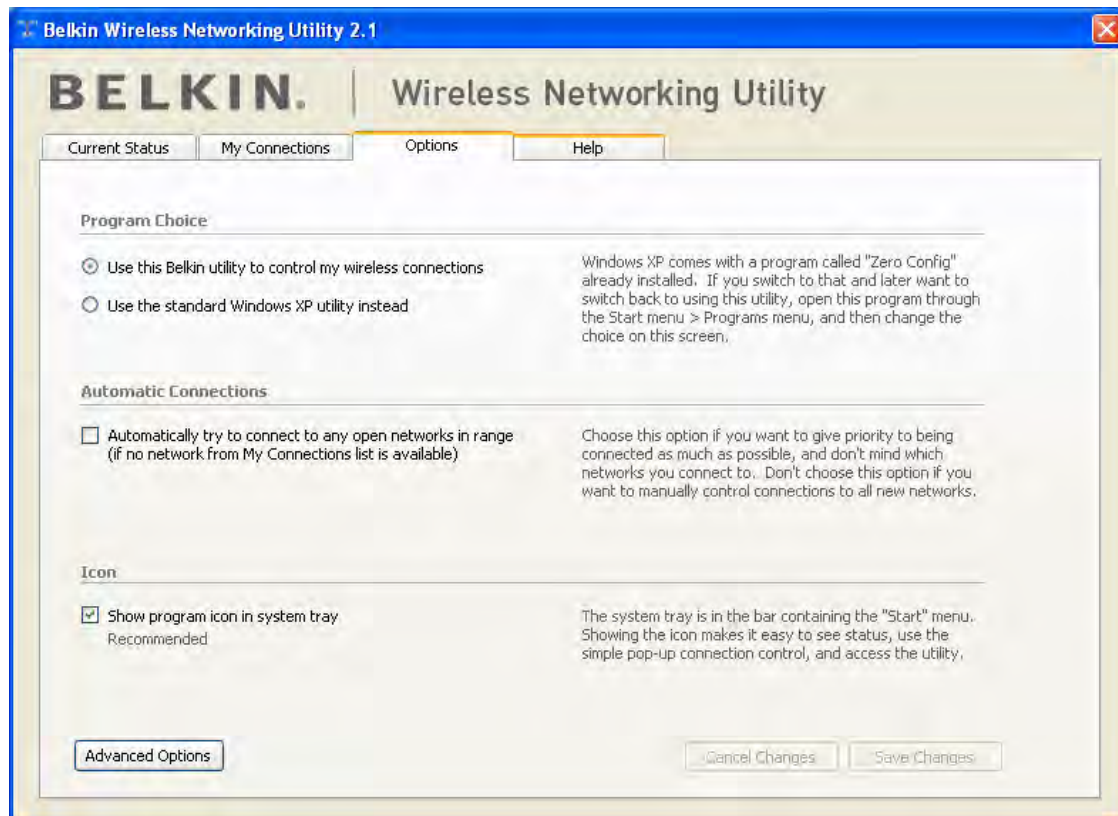 Belkin Wireless Networking Utility 2.1
BELKIN. | Wireless Networking Utility
Current Status My Connections Options Help
Program Choice
Use this Belkin utility to control my wireless connections
Use the standard Windows XP utility instead
Windows XP comes with a program called "Zero Config"
already installed. If you switch to that and later want to
switch back to using this utility, open this program through
the Start menu > Programs menu, and then change the
choice on this screen.
Automatic Connections
Automatically try to connect to any open networks in range
(if no network from My Connections list is available)
Choose this option if you want to give priority to being
connected as much as possible, and don't mind which
networks you connect to. Don't choose this option if you
want to manually control connections to all new networks.
Icon
Show program icon in system tray
Recommended
The system tray is in the bar containing the "Start" menu.
Showing the icon makes it easy to see status, use the
simple pop-up connection control, and access the utility.
Advanced Options Cancel Changes Save Changes